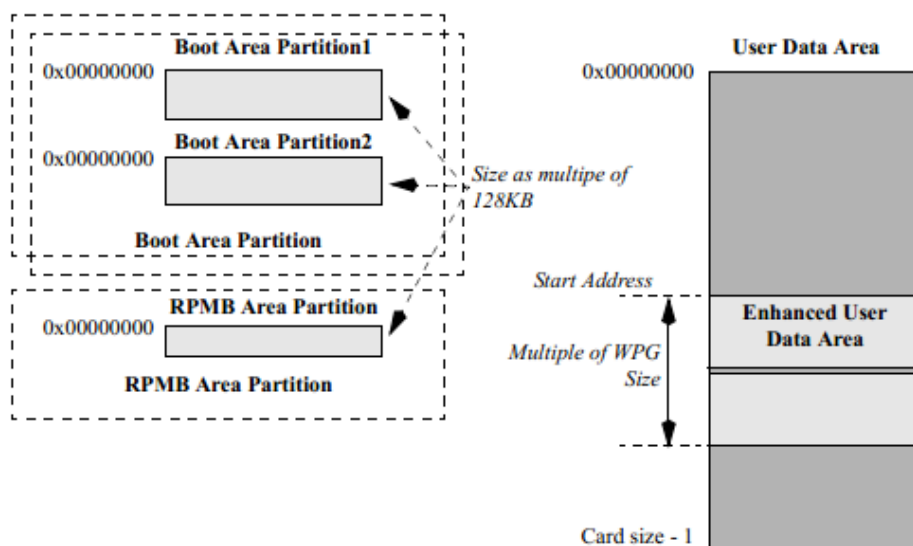 Boot Area Partition1
0x00000000
Boot Area Partition2
0x00000000
Size as multipe of
128KB
Boot Area Partition
RPMB Area Partition
0x00000000
RPMB Area Partition
User Data Area
0x00000000
Start Address
Enhanced User
Data Area
Multiple of WPG
Size
Card size - 1